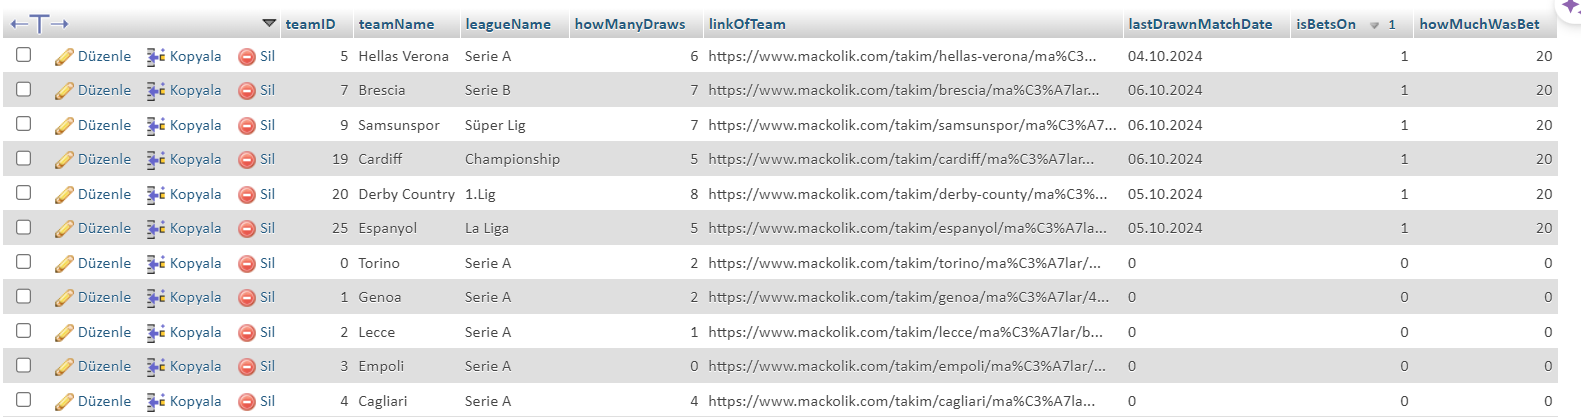 teamID teamName leagueName howManyDraws linkOfTeam lastDrawnMatchDate isBetsOn 1 howMuchWasBet
Düzenle Kopyala Sil 5 Hellas Verona Serie A 6 https://www.mackolik.com/takim/hellas-verona/ma%C3%... 04.10.2024 1 20
Düzenle Kopyala Sil 7 Brescia Serie B 7 https://www.mackolik.com/takim/brescia/ma%C3%A7lar... 06.10.2024 1 20
Düzenle Kopyala Sil 9 Samsunspor Süper Lig 7 https://www.mackolik.com/takim/samsunspor/ma%C3%A7... 06.10.2024 1 20
Düzenle Kopyala Sil 19 Cardiff Championship 5 https://www.mackolik.com/takim/cardiff/ma%C3%A7lar... 06.10.2024 1 20
Düzenle Kopyala Sil 20 Derby Country 1.Lig 8 https://www.mackolik.com/takim/derby-county/ma%C3%... 05.10.2024 1 20
Düzenle Kopyala Sil 25 Espanyol La Liga 5 https://www.mackolik.com/takim/espanyol/ma%C3%A7la... 05.10.2024 1 20
Düzenle Kopyala Sil 0 Torino Serie A 2 https://www.mackolik.com/takim/torino/ma%C3%A7lar/... 0 0 0
Düzenle Kopyala Sil 1 Genoa Serie A 2 https://www.mackolik.com/takim/genoa/ma%C3%A7lar/4... 0 0 0
Düzenle Kopyala Sil 2 Lecce Serie A 1 https://www.mackolik.com/takim/lecce/ma%C3%A7lar/b... 0 0 0
Düzenle Kopyala Sil 3 Empoli Serie A 0 https://www.mackolik.com/takim/empoli/ma%C3%A7lar/... 0 0 0
Düzenle Kopyala Sil 4 Cagliari Serie A 4 https://www.mackolik.com/takim/cagliari/ma%C3%A7la... 0 0 0